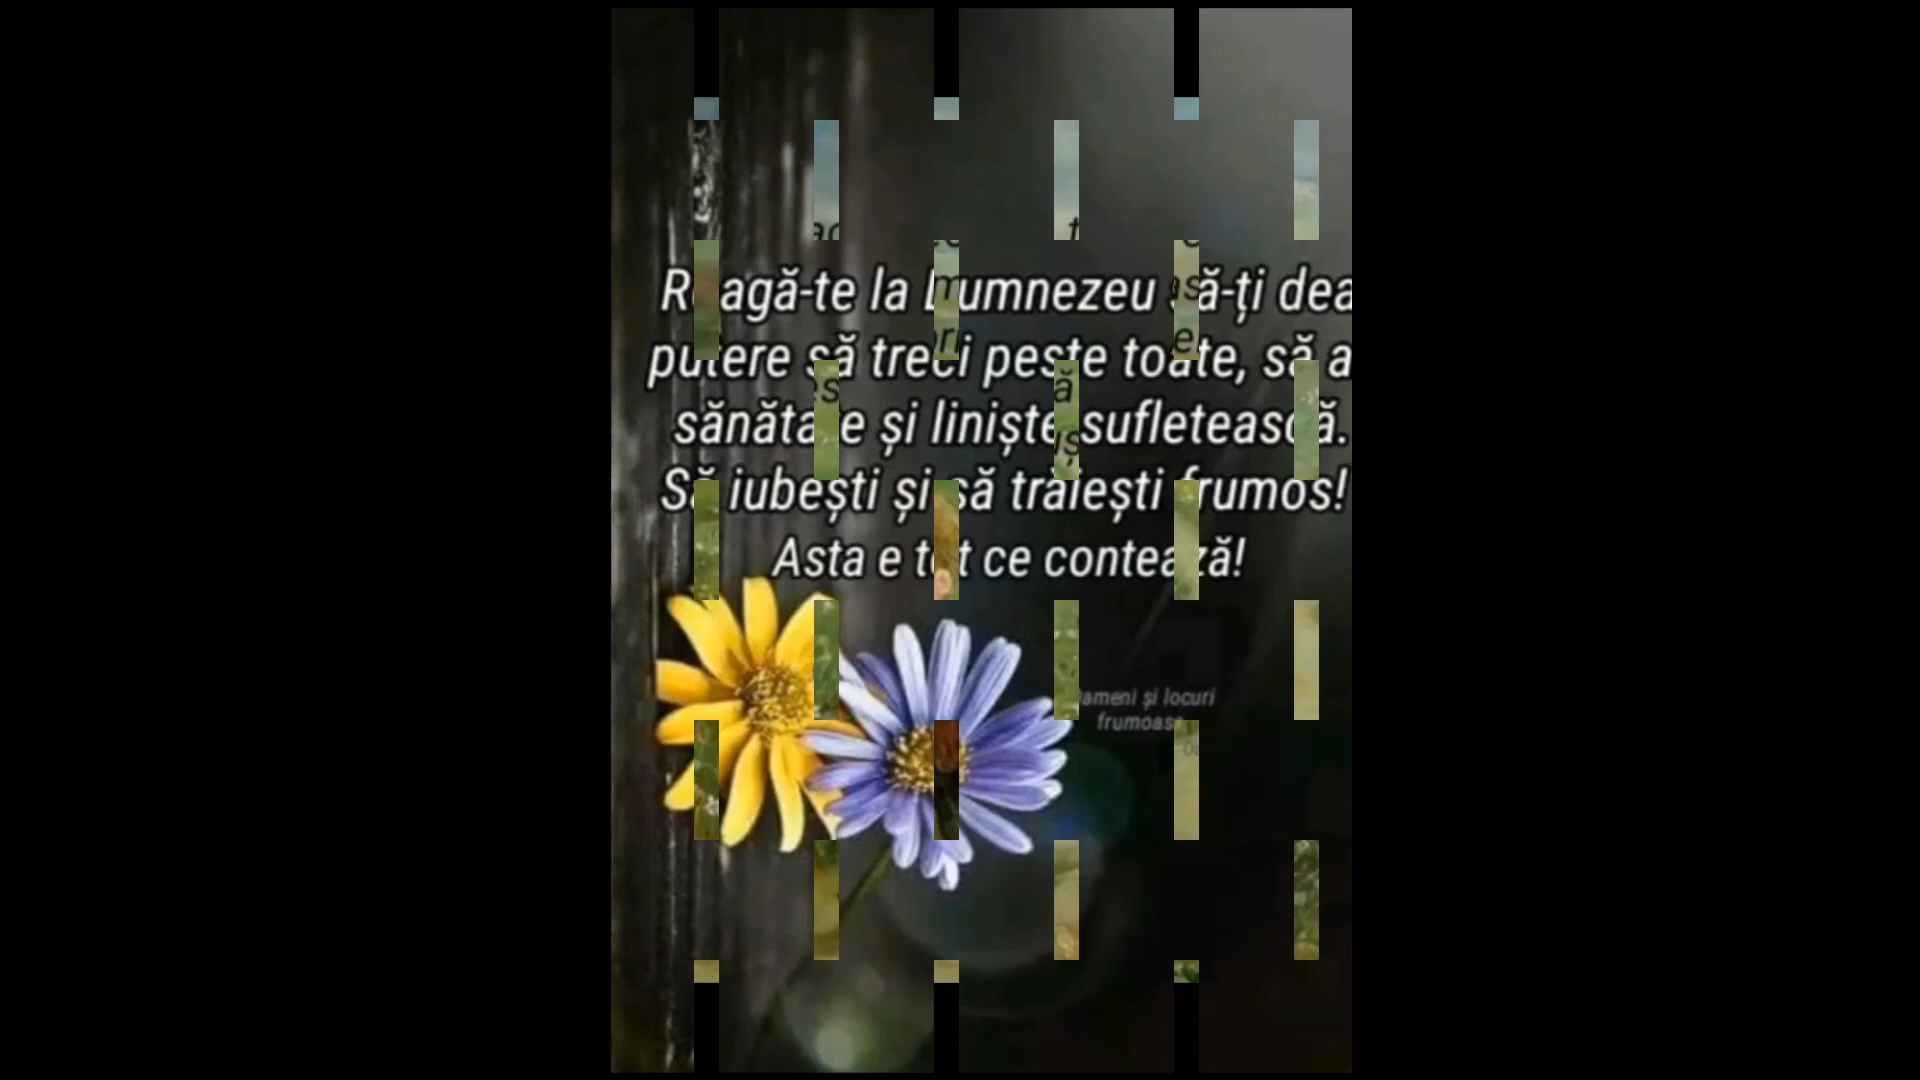 Roagă-te la Dumnezeu să-ți dea
putere să treci peste toate, să a
sănătate și liniște sufletească.
Să iubești și să trăiești frumos!
Asta e tot ce contează!
Oameni și locuri
frumoase